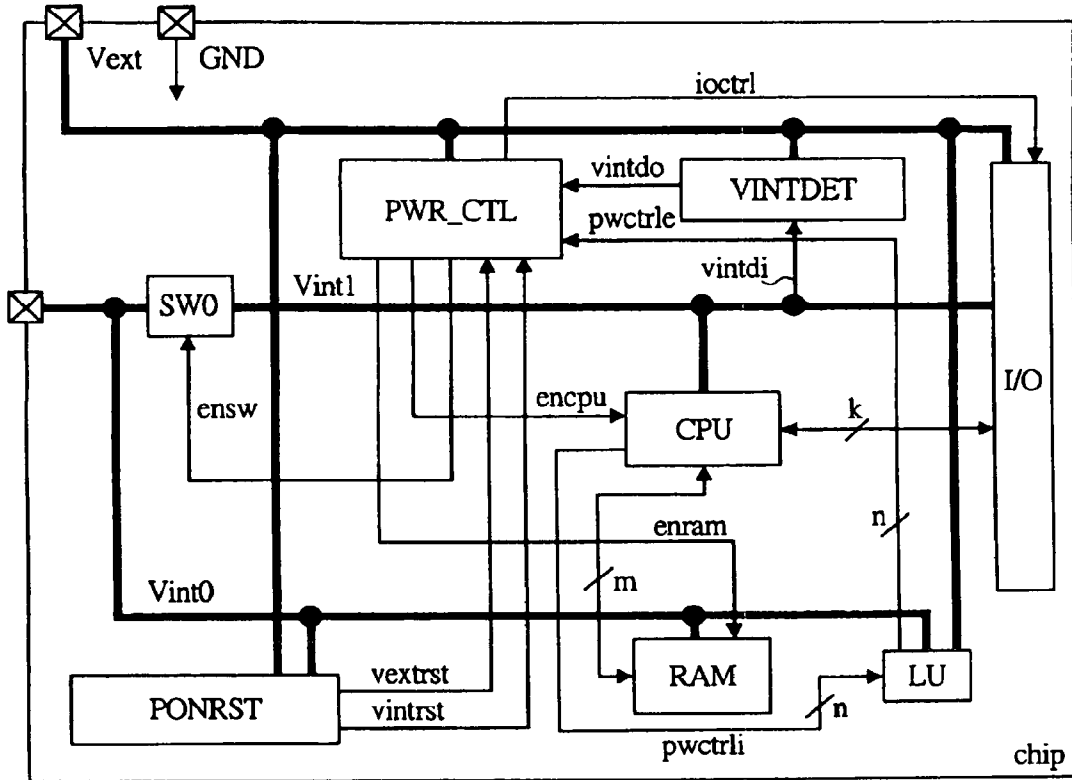 Vext
GND
ioctrl
PWR_CTL
vintdo
VINTDET
pwctrle
vintdi
Vint1
SW0
I/O
ensw
encpu
CPU
k
n
enram
m
Vint0
RAM
LU
PONRST
vextrst
vintrst
n
pwctrli
chip